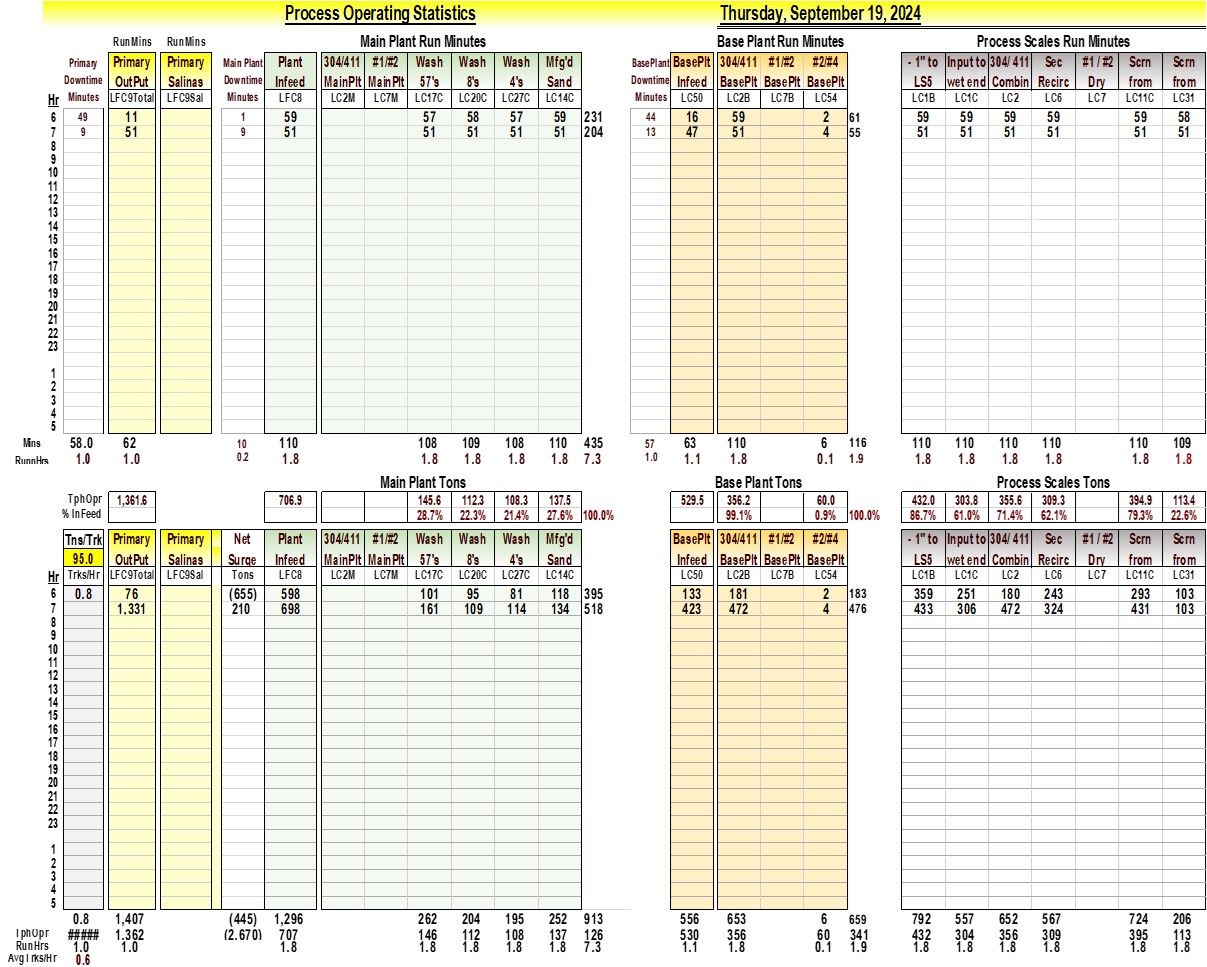 Process Operating Statistics Thursday, September 19, 2024
RunMins RunMins Main Plant Run Minutes Base Plant Run Minutes Process Scales Run Minutes
Primary Primary Primary Main Plant Plant 304/411 #1/#2 Wash Wash Wash Mfg'd BasePlant BasePlt 304/411 #1/#2 #2/#4 - 1" to Input to 304/ 411 Sec #1 / #2 Scrn Scrn
Downtime OutPut Salinas Downtime Infeed MainPlt MainPlt 57's 8's 4's Sand Downtime Infeed BasePlt BasePlt BasePlt LS5 wet end Combin Recirc Dry from from
Hr Minutes LFC9Total LFC9Sal Minutes LFC8 LC2M LC7M LC17C LC20C LC27C LC14C Minutes LC50 LC2B LC7B LC54 LC1B LC1C LC2 LC6 LC7 LC11C LC31
6 49 11 1 59 57 58 57 59 231 44 16 59 2 61 59 59 59 59 59 58
7 9 51 9 51 51 51 51 51 204 13 47 51 4 55 51 51 51 51 51 51
8
9
10
11
12
13
14
15
16
17
18
19
20
21
22
23
1
2
3
4
5
Mins 58.0 62 10 110 108 109 108 110 435 57 63 110 6 116 110 110 110 110 110 109
RunnHrs 1.0 1.0 0.2 1.8 1.8 1.8 1.8 1.8 7.3 1.0 1.1 1.8 0.1 1.9 1.8 1.8 1.8 1.8 1.8 1.8
Main Plant Tons Base Plant Tons Process Scales Tons
TphOpr 1,361.6 706.9 145.6 112.3 108.3 137.5 529.5 356.2 60.0 432.0 303.8 355.6 309.3 394.9 113.4
% InFeed 28.7% 22.3% 21.4% 27.6% 100.0% 99.1% 0.9% 100.0% 86.7% 61.0% 71.4% 62.1% 79.3% 22.6%
Tns/Trk Primary Primary Net Plant 304/411 #1/#2 Wash Wash Wash Mfg'd BasePlt 304/411 #1/#2 #2/#4 - 1" to Input to 304/ 411 Sec #1 / #2 Scrn Scrn
95.0 OutPut Salinas Surge Infeed MainPlt MainPlt 57's 8's 4's Sand Infeed BasePlt BasePlt BasePlt LS5 wet end Combin Recirc Dry from from
Hr Trks/Hr LFC9Total LFC9Sal Tons LFC8 LC2M LC7M LC17C LC20C LC27C LC14C LC50 LC2B LC7B LC54 LC1B LC1C LC2 LC6 LC7 LC11C LC31
6 0.8 76 (655) 598 101 95 81 118 395 133 181 2 183 359 251 180 243 293 103
7 1,331 210 698 161 109 114 134 518 423 472 4 476 433 306 472 324 431 103
8
9
10
11
12
13
14
15
16
17
18
19
20
21
22
23
1
2
3
4
5
0.8 1,407 (445) 1,296 262 204 195 252 913 556 653 6 659 792 557 652 567 724 206
TphOpr ##### 1,362 (2,670) 707 146 112 108 137 126 530 356 60 341 432 304 356 309 395 113
RunHrs 1.0 1.0 1.8 1.8 1.8 1.8 1.8 7.3 1.1 1.8 0.1 1.9 1.8 1.8 1.8 1.8 1.8 1.8
Avg Trks/Hr 0.6